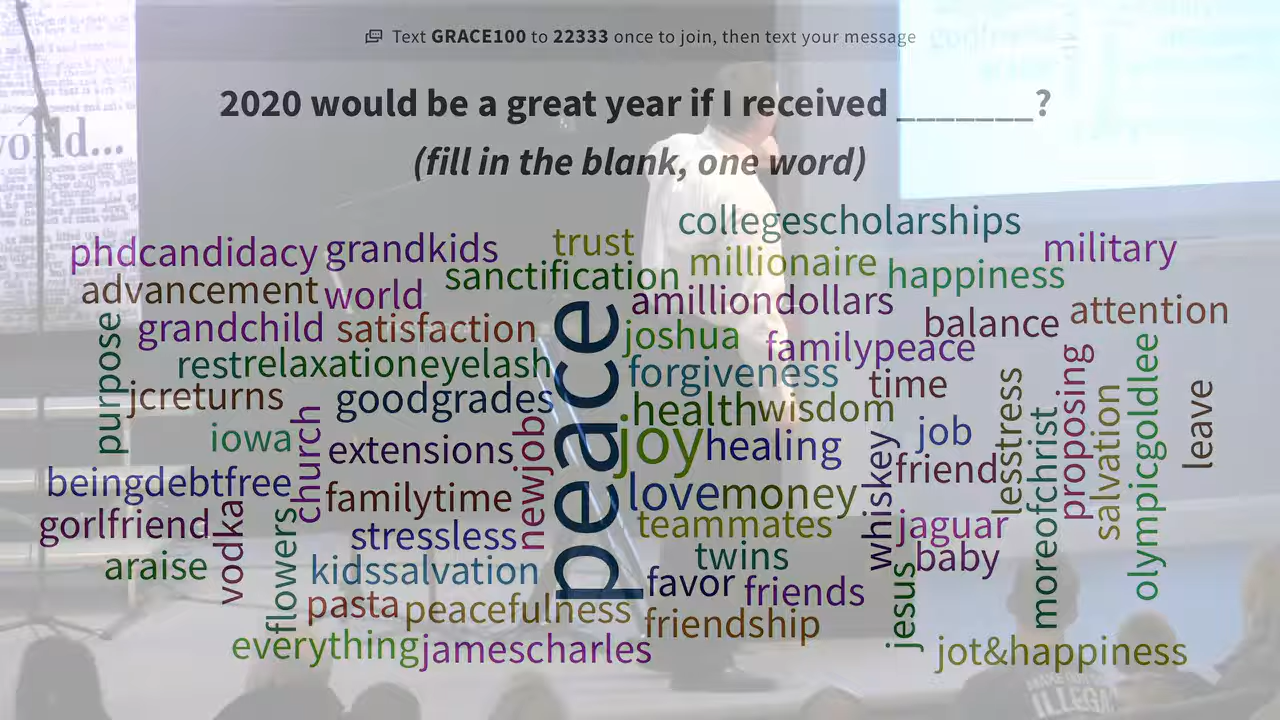 Text GRACE100 to 22333 once to join, then text your message
2020 would be a great year if I received _______?
(fill in the blank, one word)
world...
collegescholarships
phdcandidacy
grandkids
trust
military
sanctification
millionaire
happiness
advancement
world
amilliondollars
attention
purpose
grandchild
satisfaction
peace
joshua
balance
familypeace
restrelaxation
eyelash
forgiveness
time
jcreturns
goodgrades
health
wisdom
lesstress
proposing
olympicgoldlee
leave
iowa
church
extensions
newjob
joy
healing
job
moreofchrist
salvation
beingdebtfree
familytime
love
money
whiskey
friend
gorlfriend
vodka
flowers
stressless
teammates
jaguar
araise
kidssalvation
twins
baby
pasta
peacefulness
favor
friends
jesus
friendship
everything
jamescharles
jot&happiness